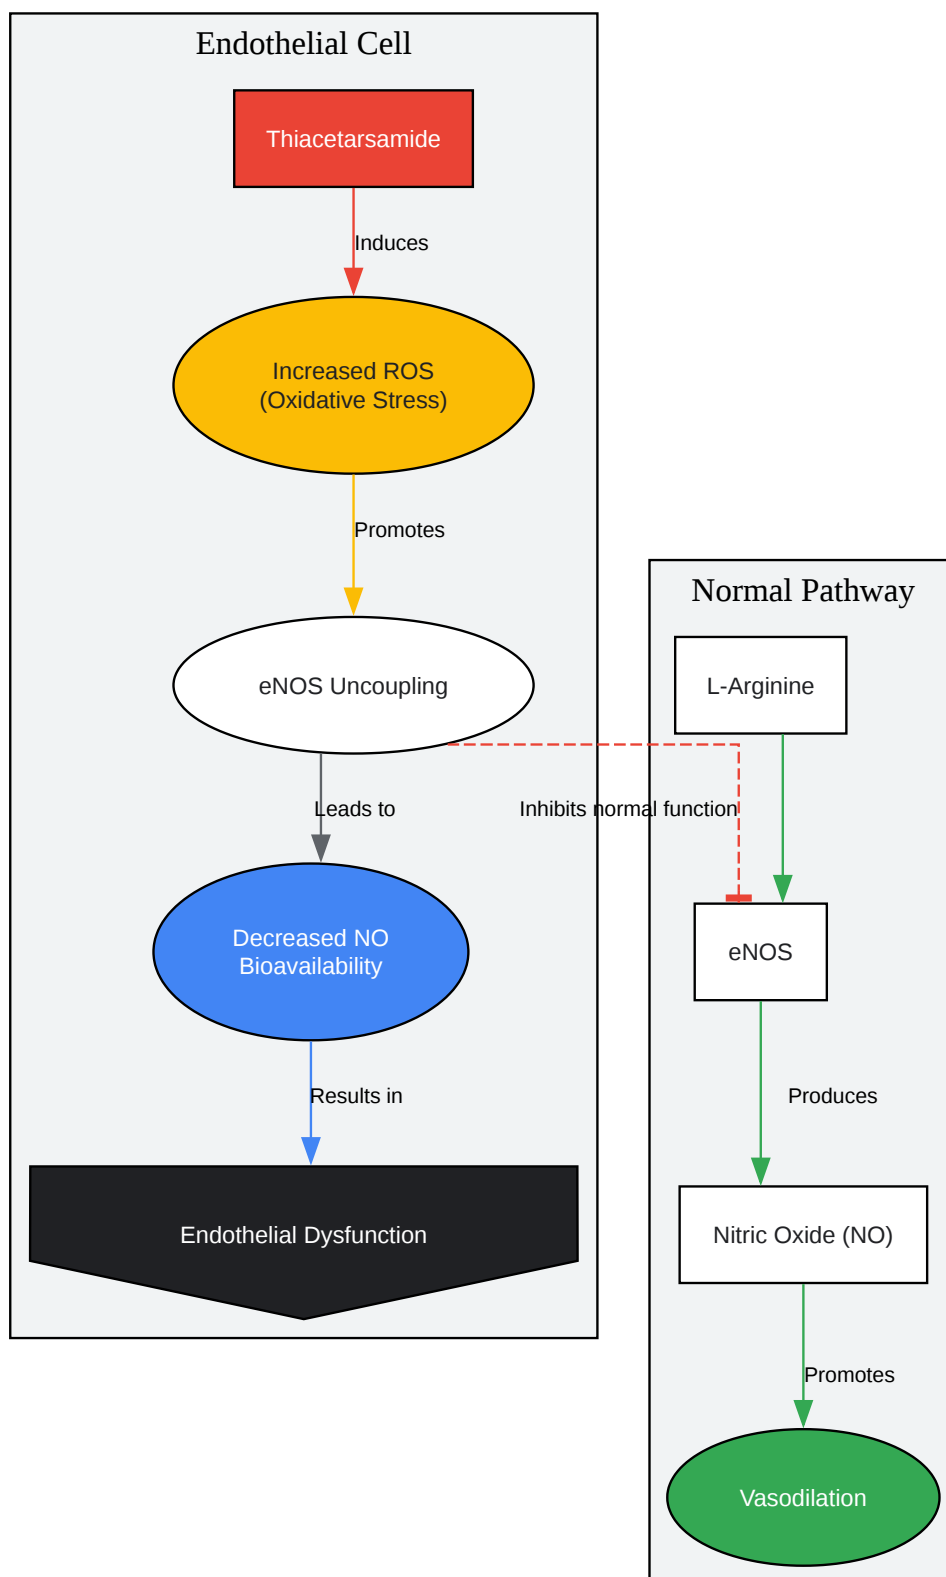 Endothelial Cell
Thiacetarsamide
Induces
Increased ROS
(Oxidative Stress)
Promotes
eNOS Uncoupling
Leads to
Decreased NO
Bioavailability
Results in
Endothelial Dysfunction
Inhibits normal function
Normal Pathway
L-Arginine
eNOS
Produces
Nitric Oxide (NO)
Promotes
Vasodilation